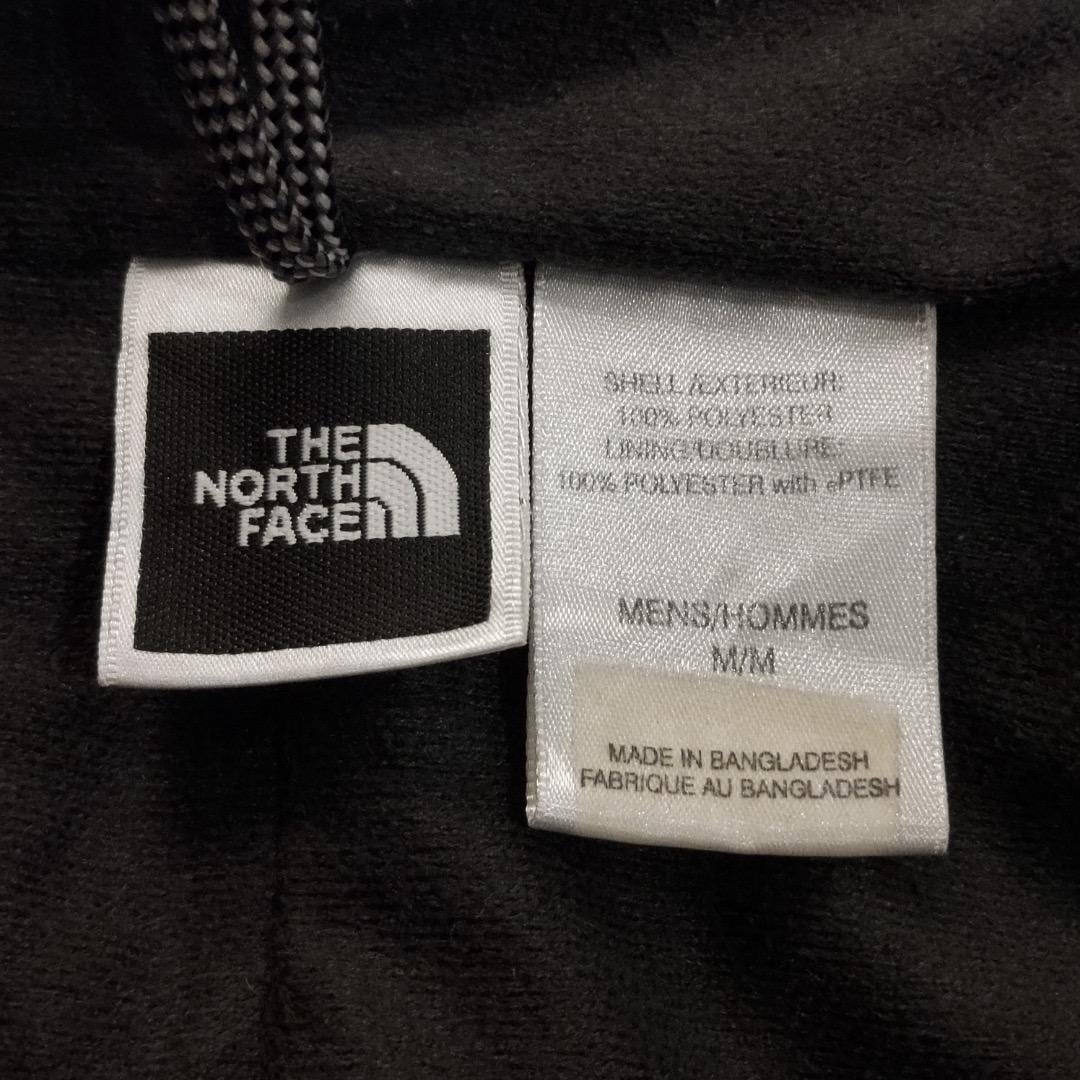 THE
NORTH
FACE
SHELL/EXTERIEUR:
100% POLYESTER
LINING/DOUBLURE:
100% POLYESTER with ePTFE
MENS/HOMMES
M/M
MADE IN BANGLADESH
FABRIQUE AU BANGLADESH